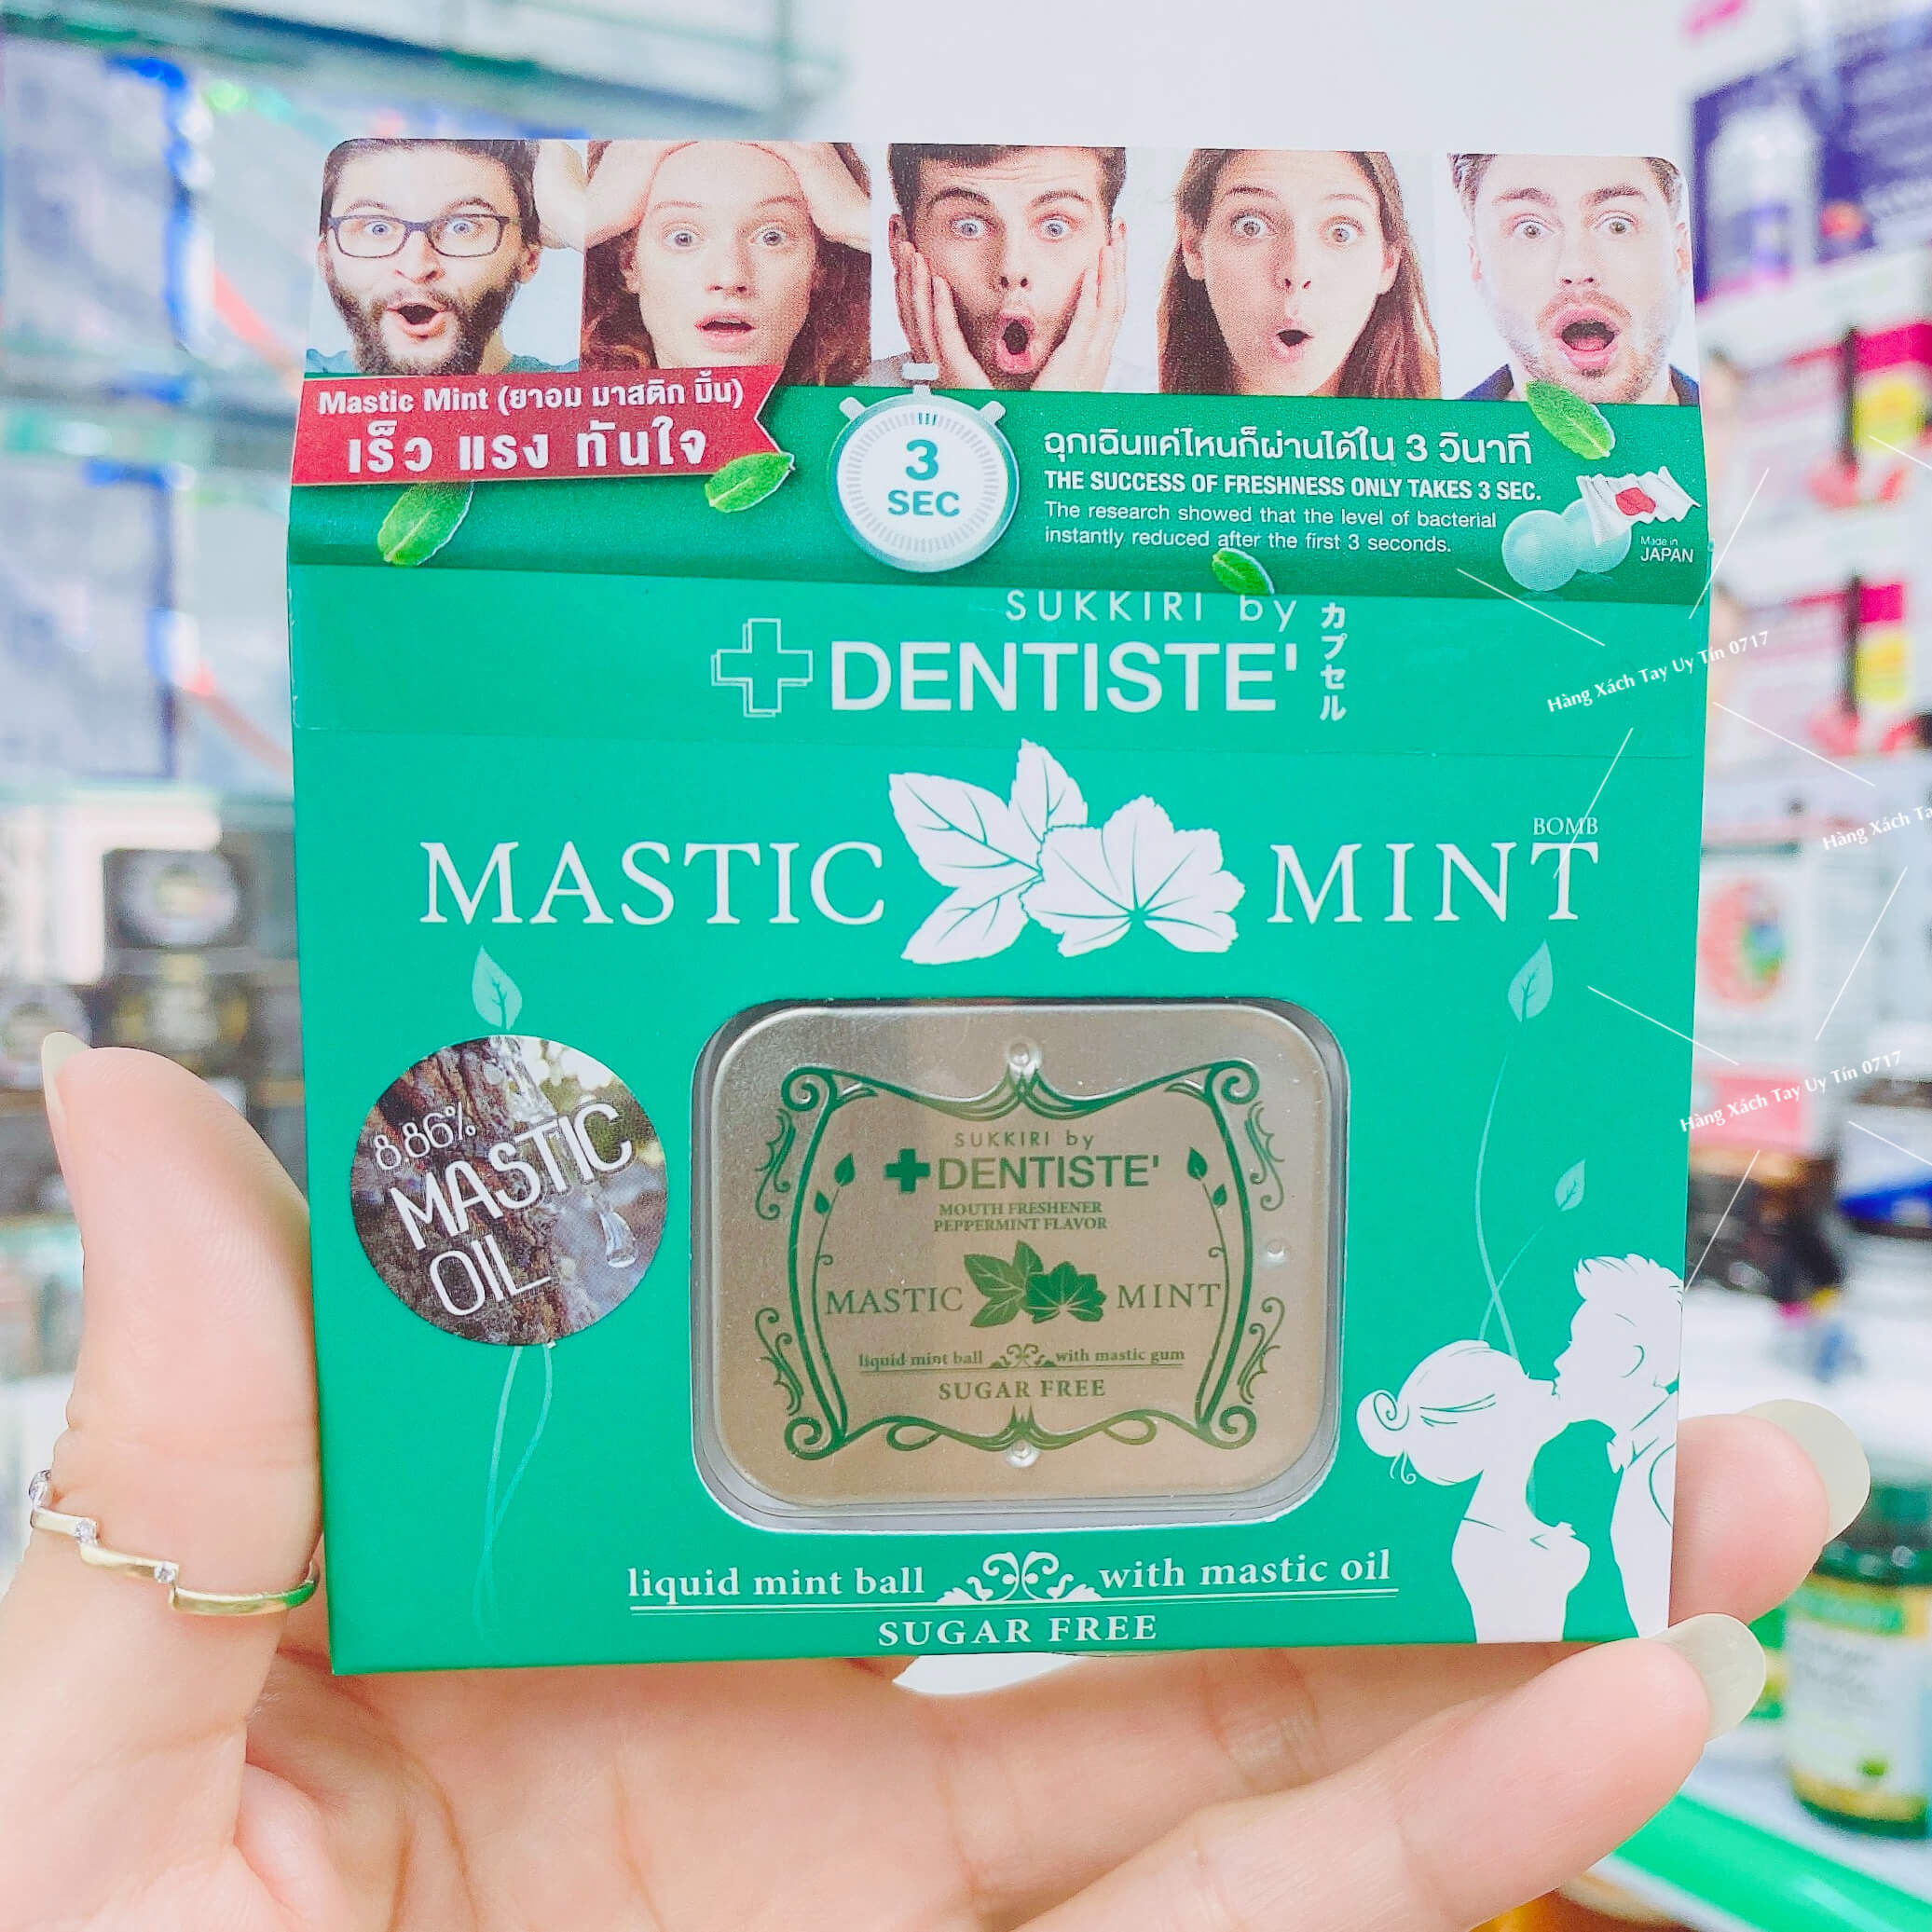 Mastic Mint (ยาอม มาสติก มิ้น)
เร็ว แรง ทันใจ
3
SEC
ฉุกเฉินแค่ไหนก็ผ่านได้ใน 3 วินาที
THE SUCCESS OF FRESHNESS ONLY TAKES 3 SEC.
The research showed that the level of bacterial
instantly reduced after the first 3 seconds.
Made in
JAPAN
SUKKIRI by
DENTISTE'
カプセル
Hàng Xách Tay Uy Tín 0717
MASTIC MINT
BOMB
Hàng Xách Ta
8.86%
MASTIC
OIL
SUKKIRI by
DENTISTE'
MOUTH FRESHENER
PEPPERMINT FLAVOR
MASTIC MINT
liquid mint ball with mastic gum
SUGAR FREE
Hàng Xách Tay Uy Tín 0717
liquid mint ball with mastic oil
SUGAR FREE